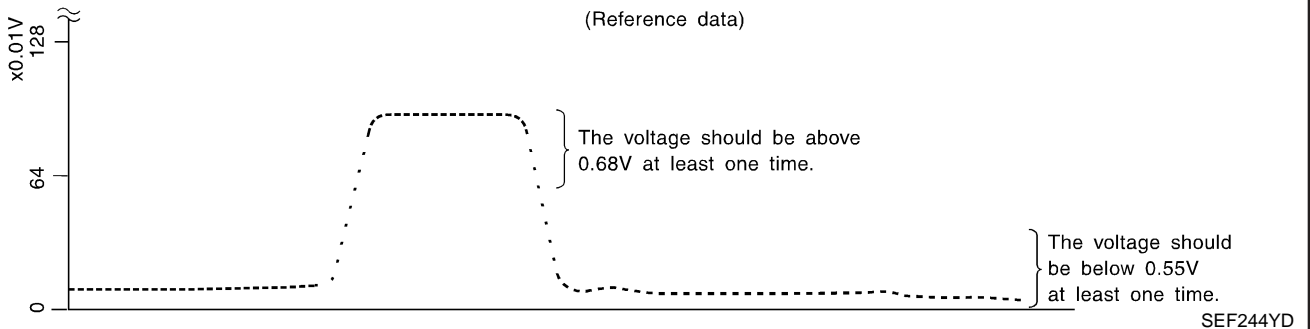 (Reference data)
x0.01V
128
64
0
The voltage should be above
0.68V at least one time.
The voltage should
be below 0.55V
at least one time.
SEF244YD